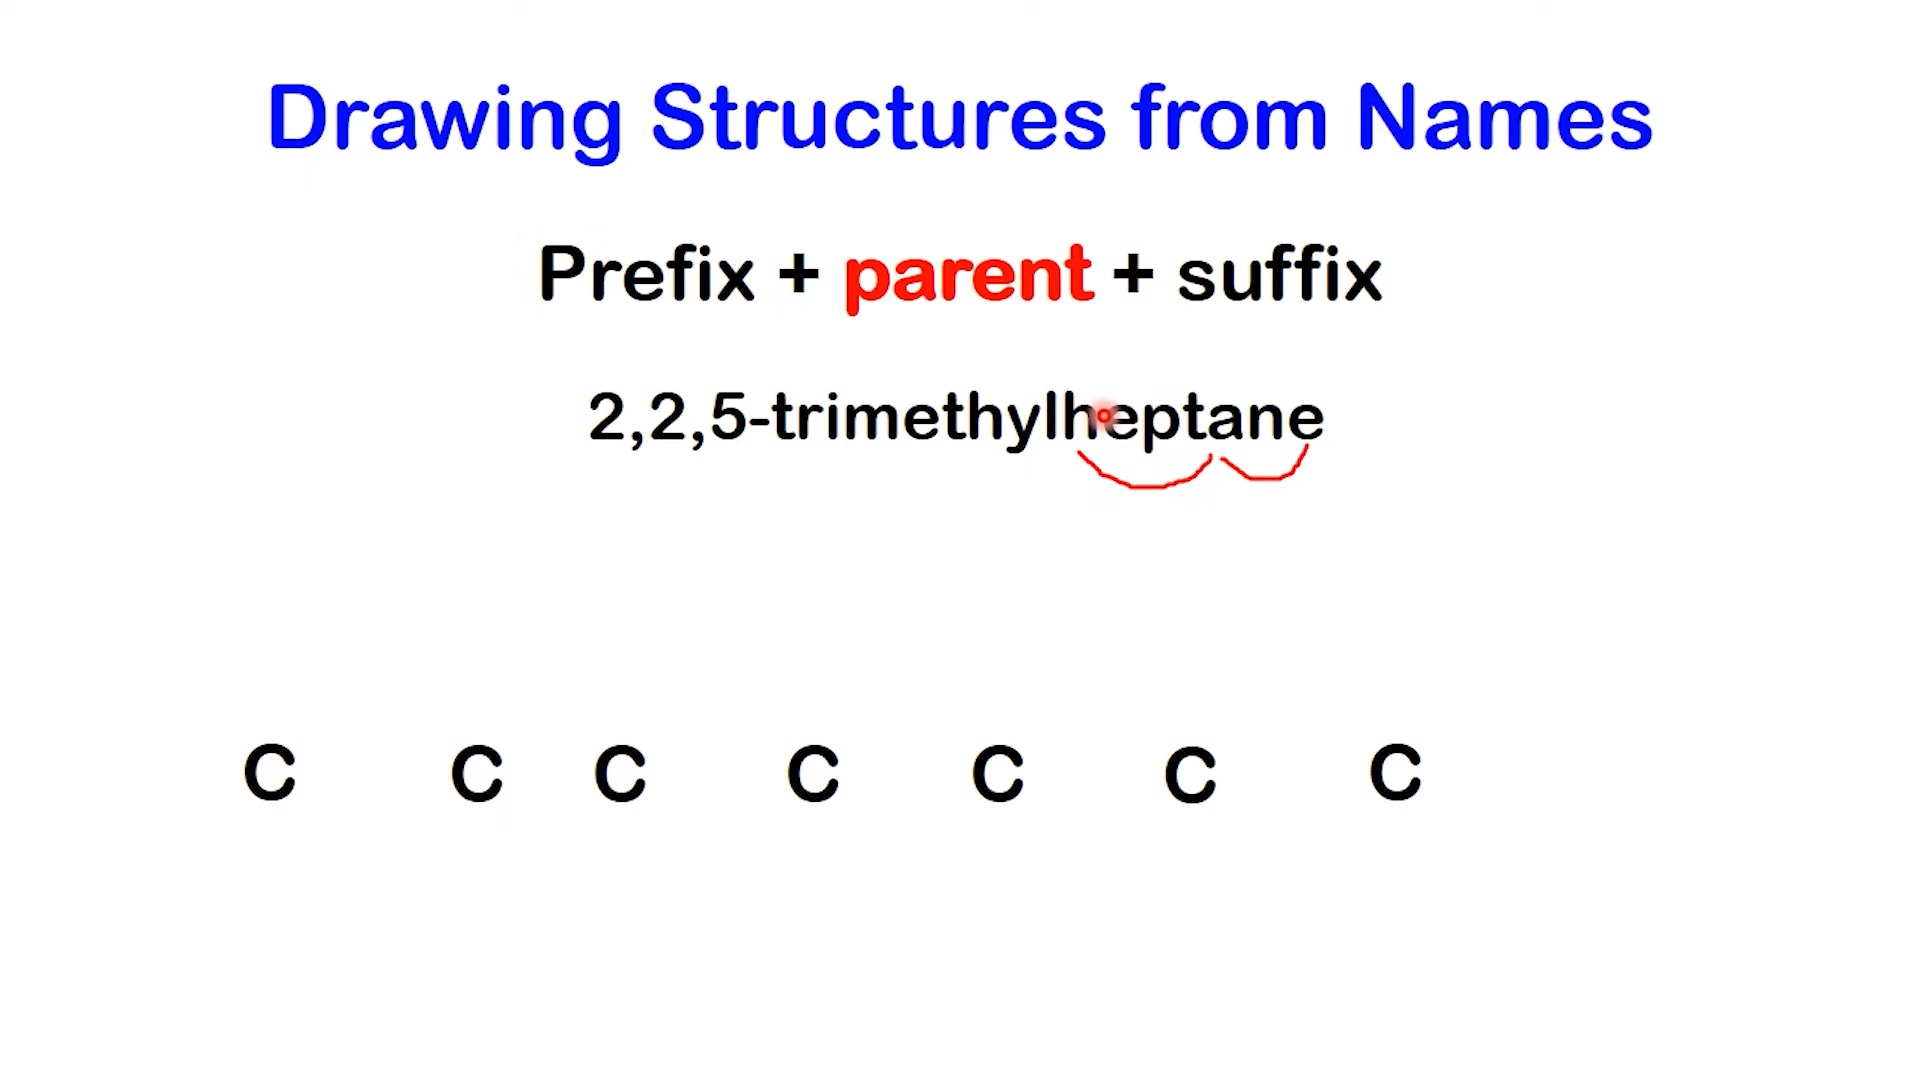 Drawing Structures from Names
Prefix + parent + suffix
2,2,5-trimethylheptane
C C C C C C C